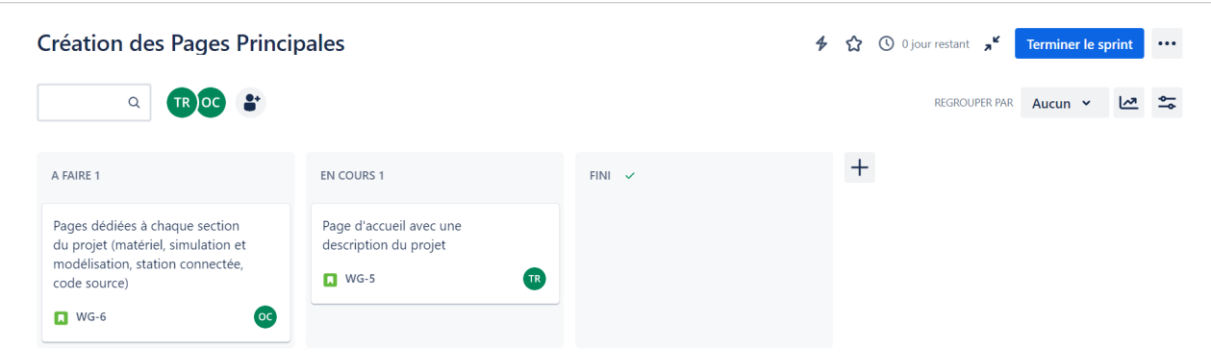 Création des Pages Principales
0 jour restant
Terminer le sprint
TR OC
REGROUPER PAR
Aucun
A FAIRE 1
EN COURS 1
FINI
Pages dédiées à chaque section
du projet (matériel, simulation et
modélisation, station connectée,
code source)
WG-6
OC
Page d'accueil avec une
description du projet
WG-5
TR